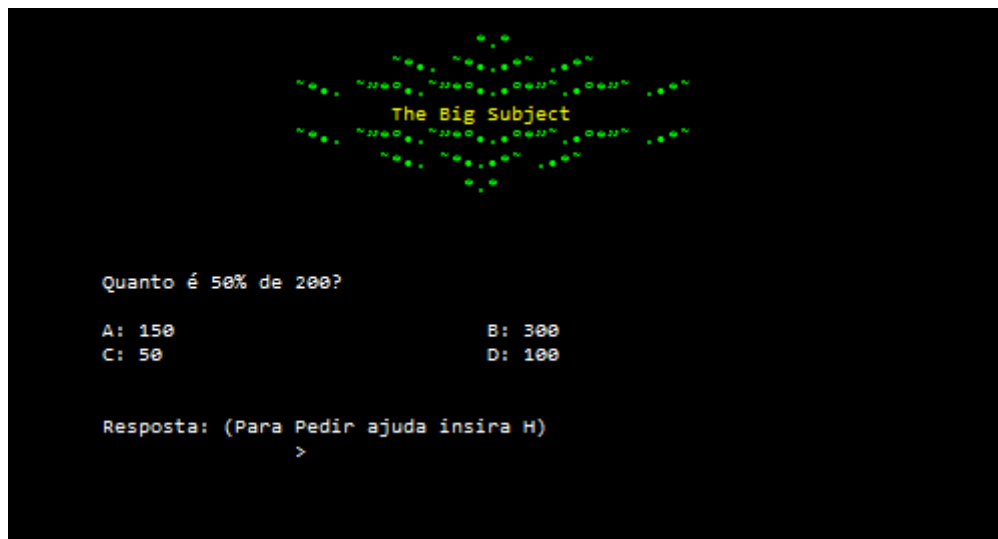 The Big Subject
Quanto é 50% de 200?
A: 150 B: 300
C: 50 D: 100
Resposta: (Para Pedir ajuda insira H)
>